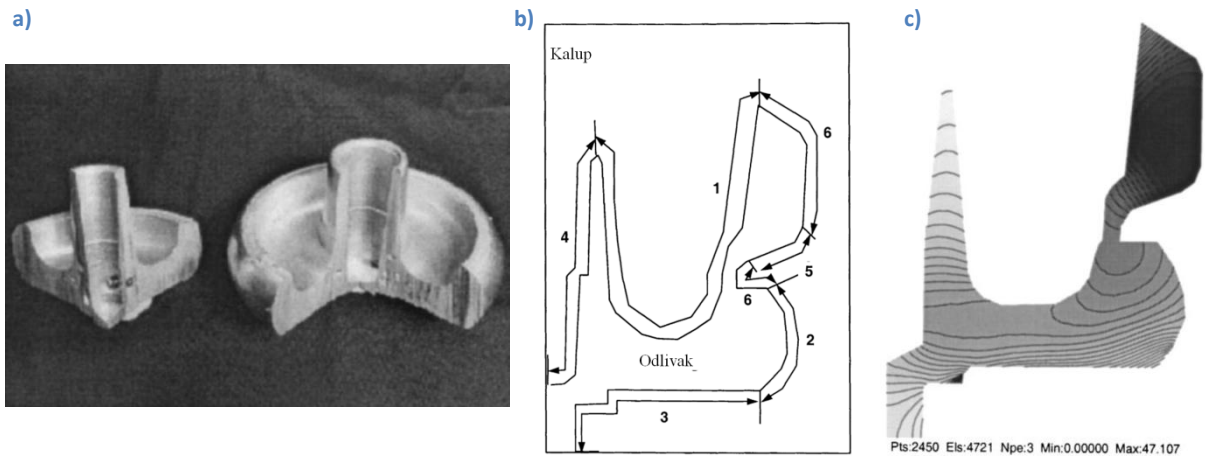 a)
b)
c)
Kalup
6
1
4
5
6
2
Odlivak
3
Pts:2450 Els:4721 Npe:3 Min:0.00000 Max:47.107